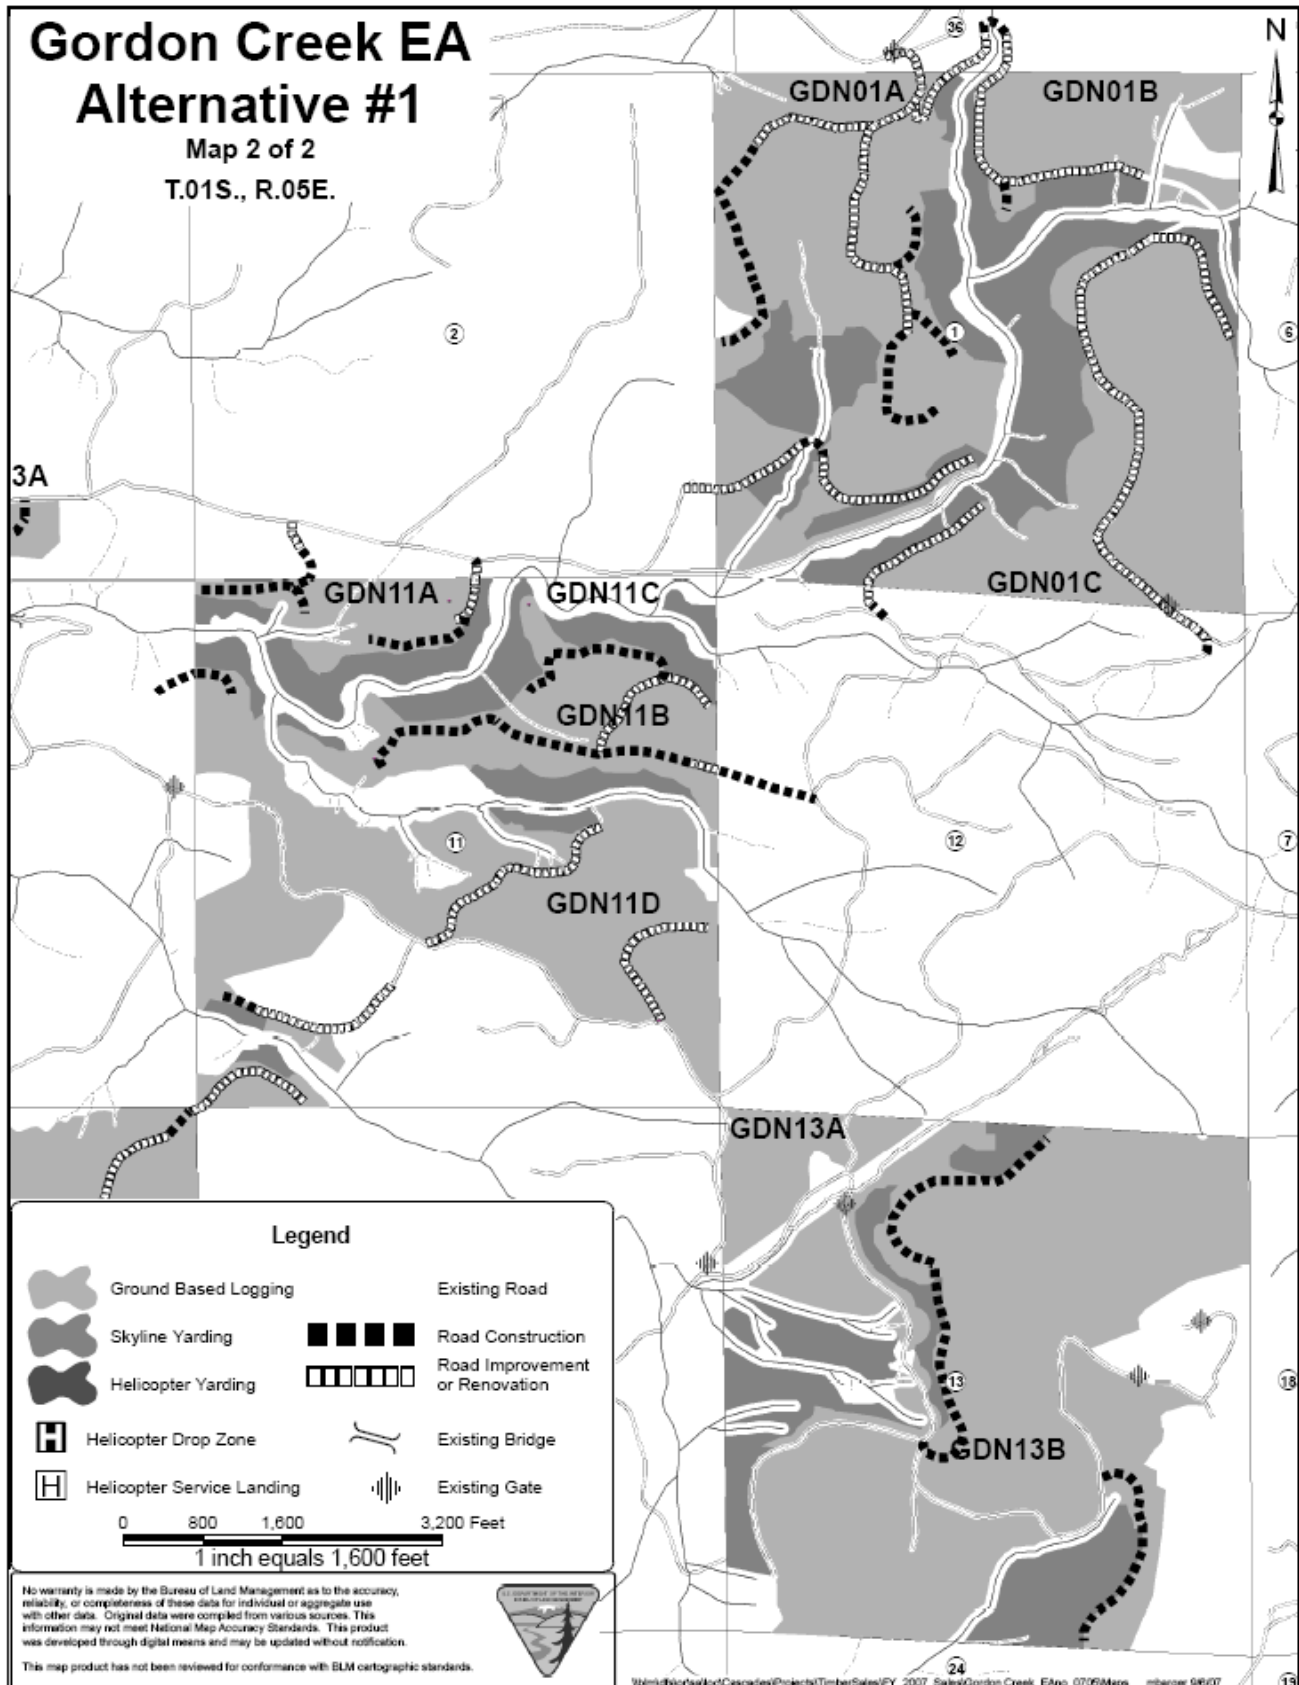 Gordon Creek EA
Alternative #1
Map 2 of 2
T.01S., R.05E.
N
36
GDN01A
GDN01B
2
1
6
3A
GDN01C
GDN11A
GDN11C
GDN11B
11
12
7
GDN11D
GDN13A
13
18
GDN13B
24
19
Legend
Ground Based Logging
Skyline Yarding
Helicopter Yarding
H Helicopter Drop Zone
H Helicopter Service Landing
Existing Road
Road Construction
Road Improvement
or Renovation
Existing Bridge
Existing Gate
0 800 1,600 3,200 Feet
1 inch equals 1,600 feet
No warranty is made by the Bureau of Land Management as to the accuracy,
reliability, or completeness of these data for individual or aggregate use
with other data. Original data were compiled from various sources. This
information may not meet National Map Accuracy Standards. This product
was developed through digital means and may be updated without notification.
This map product has not been reviewed for conformance with BLM cartographic standards.